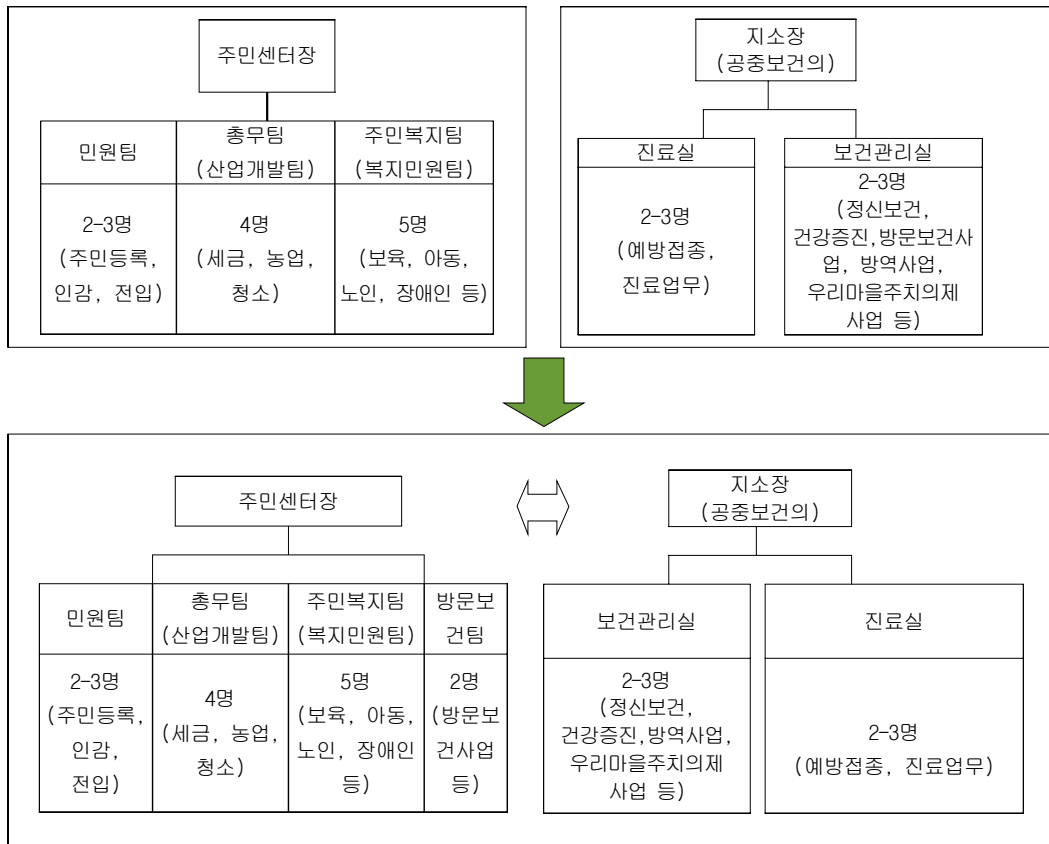 주민센터장
민원팀
총무팀
(산업개발팀)
주민복지팀
(복지민원팀)
2-3명
(주민등록,
인감, 전입)
4명
(세금, 농업,
청소)
5명
(보육, 아동,
노인, 장애인 등)
지소장
(공중보건의)
진료실
2-3명
(예방접종,
진료업무)
보건관리실
2-3명
(정신보건,
건강증진,방문보건사
업, 방역사업,
우리마을주치의제
사업 등)
주민센터장
민원팀
총무팀
(산업개발팀)
주민복지팀
(복지민원팀)
방문보
건팀
2-3명
(주민등록,
인감,
전입)
4명
(세금, 농업,
청소)
5명
(보육, 아동,
노인, 장애인
등)
2명
(방문보
건사업
등)
지소장
(공중보건의)
보건관리실
2-3명
(정신보건,
건강증진,방역사업,
우리마을주치의제
사업 등)
진료실
2-3명
(예방접종, 진료업무)